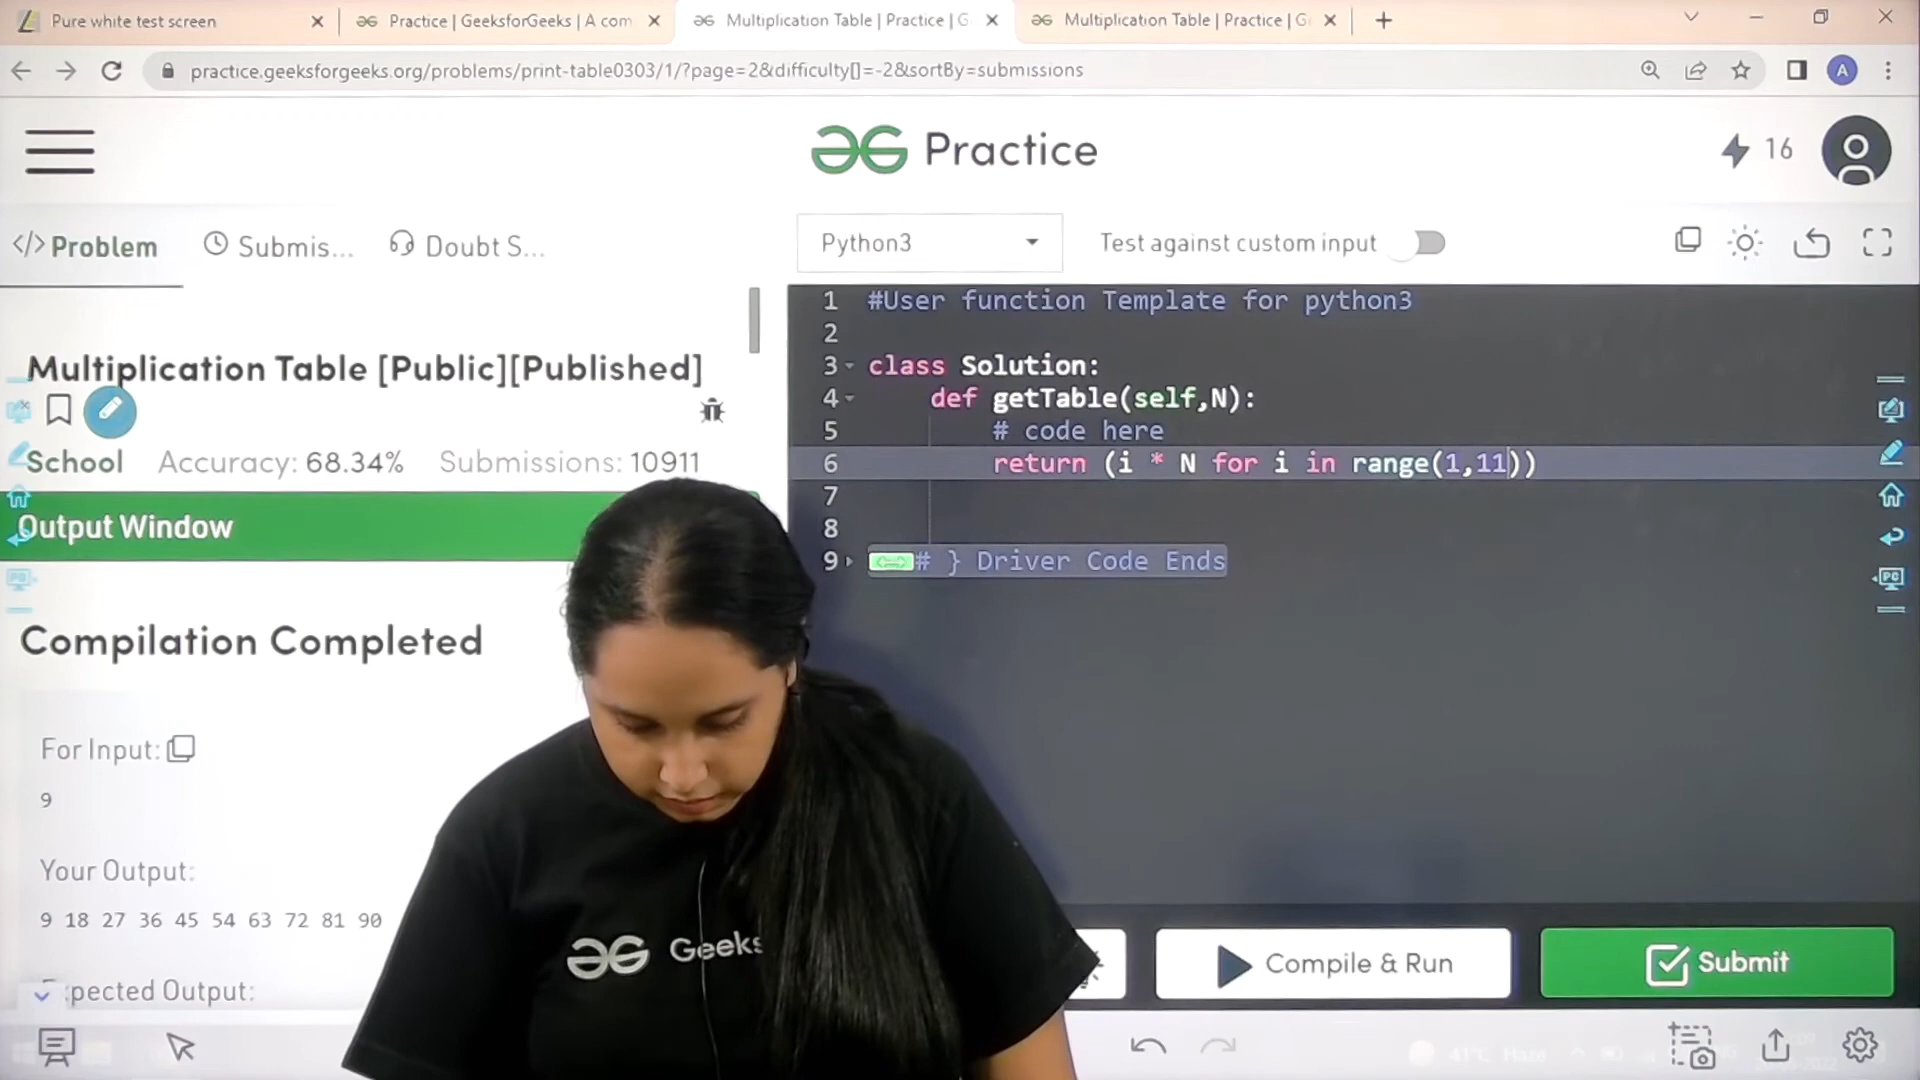 Pure white test screen
Practice | GeeksforGeeks | A com
Multiplication Table | Practice | G
Multiplication Table | Practice | G
practice.geeksforgeeks.org/problems/print-table0303/1/?page=2&difficulty[]=-2&sortBy=submissions
A
Practice
16
</> Problem
Submis...
Doubt S...
Python3
Test against custom input
Multiplication Table [Public][Published]
School
Accuracy: 68.34%
Submissions: 10911
Output Window
Compilation Completed
For Input:
9
Your Output:
9 18 27 36 45 54 63 72 81 90
pected Output:
1 #User function Template for python3
2
3 class Solution:
4 def getTable(self,N):
5 # code here
6 return (i * N for i in range(1,11))
7
8
9 # } Driver Code Ends
PC
Geeks
Compile & Run
Submit
41°C Haze